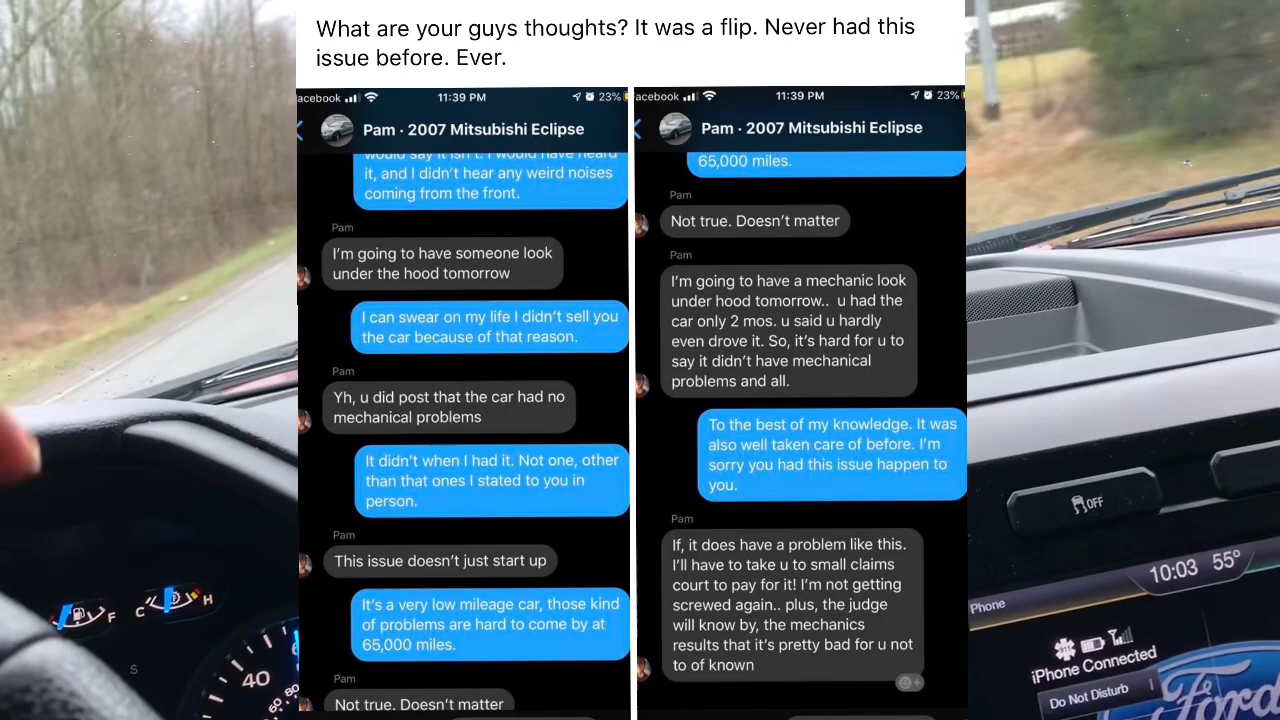 What are your guys thoughts? It was a flip. Never had this
issue before. Ever.
acebook
11:39 PM
23%
Pam · 2007 Mitsubishi Eclipse
would say it isn't. I would have heard
it, and I didn't hear any weird noises
coming from the front.
Pam
I'm going to have someone look
under the hood tomorrow
I can swear on my life I didn't sell you
the car because of that reason.
Pam
Yh, u did post that the car had no
mechanical problems
It didn't when I had it. Not one, other
than that ones I stated to you in
person.
Pam
This issue doesn't just start up
It's a very low mileage car, those kind
of problems are hard to come by at
65,000 miles.
Pam
Not true. Doesn't matter
acebook
11:39 PM
23%
Pam · 2007 Mitsubishi Eclipse
65,000 miles.
Pam
Not true. Doesn't matter
Pam
I'm going to have a mechanic look
under hood tomorrow.. u had the
car only 2 mos. u said u hardly
even drove it. So, it's hard for u to
say it didn't have mechanical
problems and all.
To the best of my knowledge. It was
also well taken care of before. I'm
sorry you had this issue happen to
you.
Pam
If, it does have a problem like this.
I'll have to take u to small claims
court to pay for it! I'm not getting
screwed again.. plus, the judge
will know by, the mechanics
results that it's pretty bad for u not
to of known
F
C
H
S
40
60
80
OFF
10:03 55°
Phone
iPhone Connected
Do Not Disturb
Ford